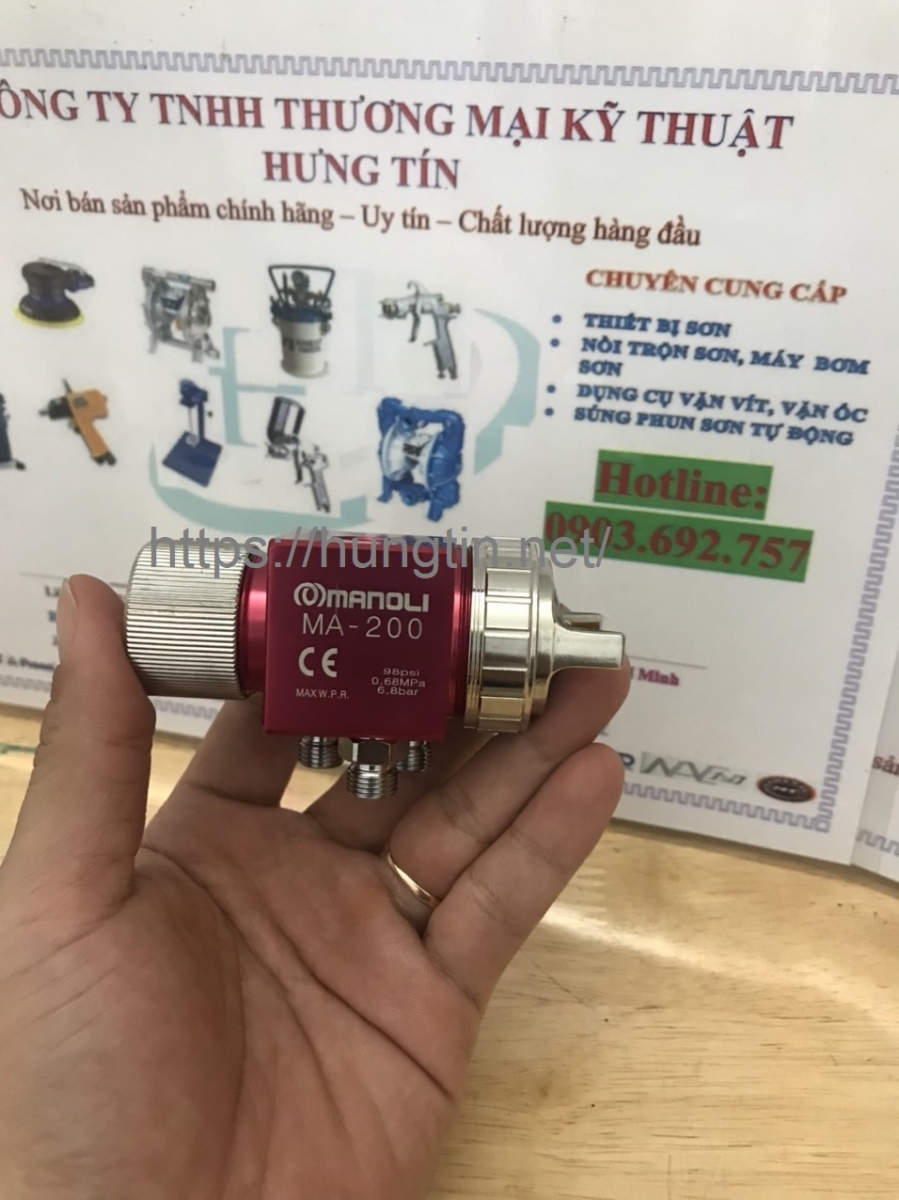 ÔNG TY TNHH THƯƠNG MẠI KỸ THUẬT
HƯNG TÍN
Nơi bán sản phẩm chính hãng – Uy tín – Chất lượng hàng đầu
CHUYÊN CUNG CẤP
THIẾT BỊ SƠN
NỒI TRỘN SƠN, MÁY BƠM
SƠN
DỤNG CỤ VẶN VÍT, VẶN ỐC
SÚNG PHUN SƠN TỰ ĐỘNG
Hotline:
0903.692.757
https://hungtin.net/
MANOLI
MA-200
CE
98psi
0.68MPa
6.8bar
MAX W.P.R.
Minh